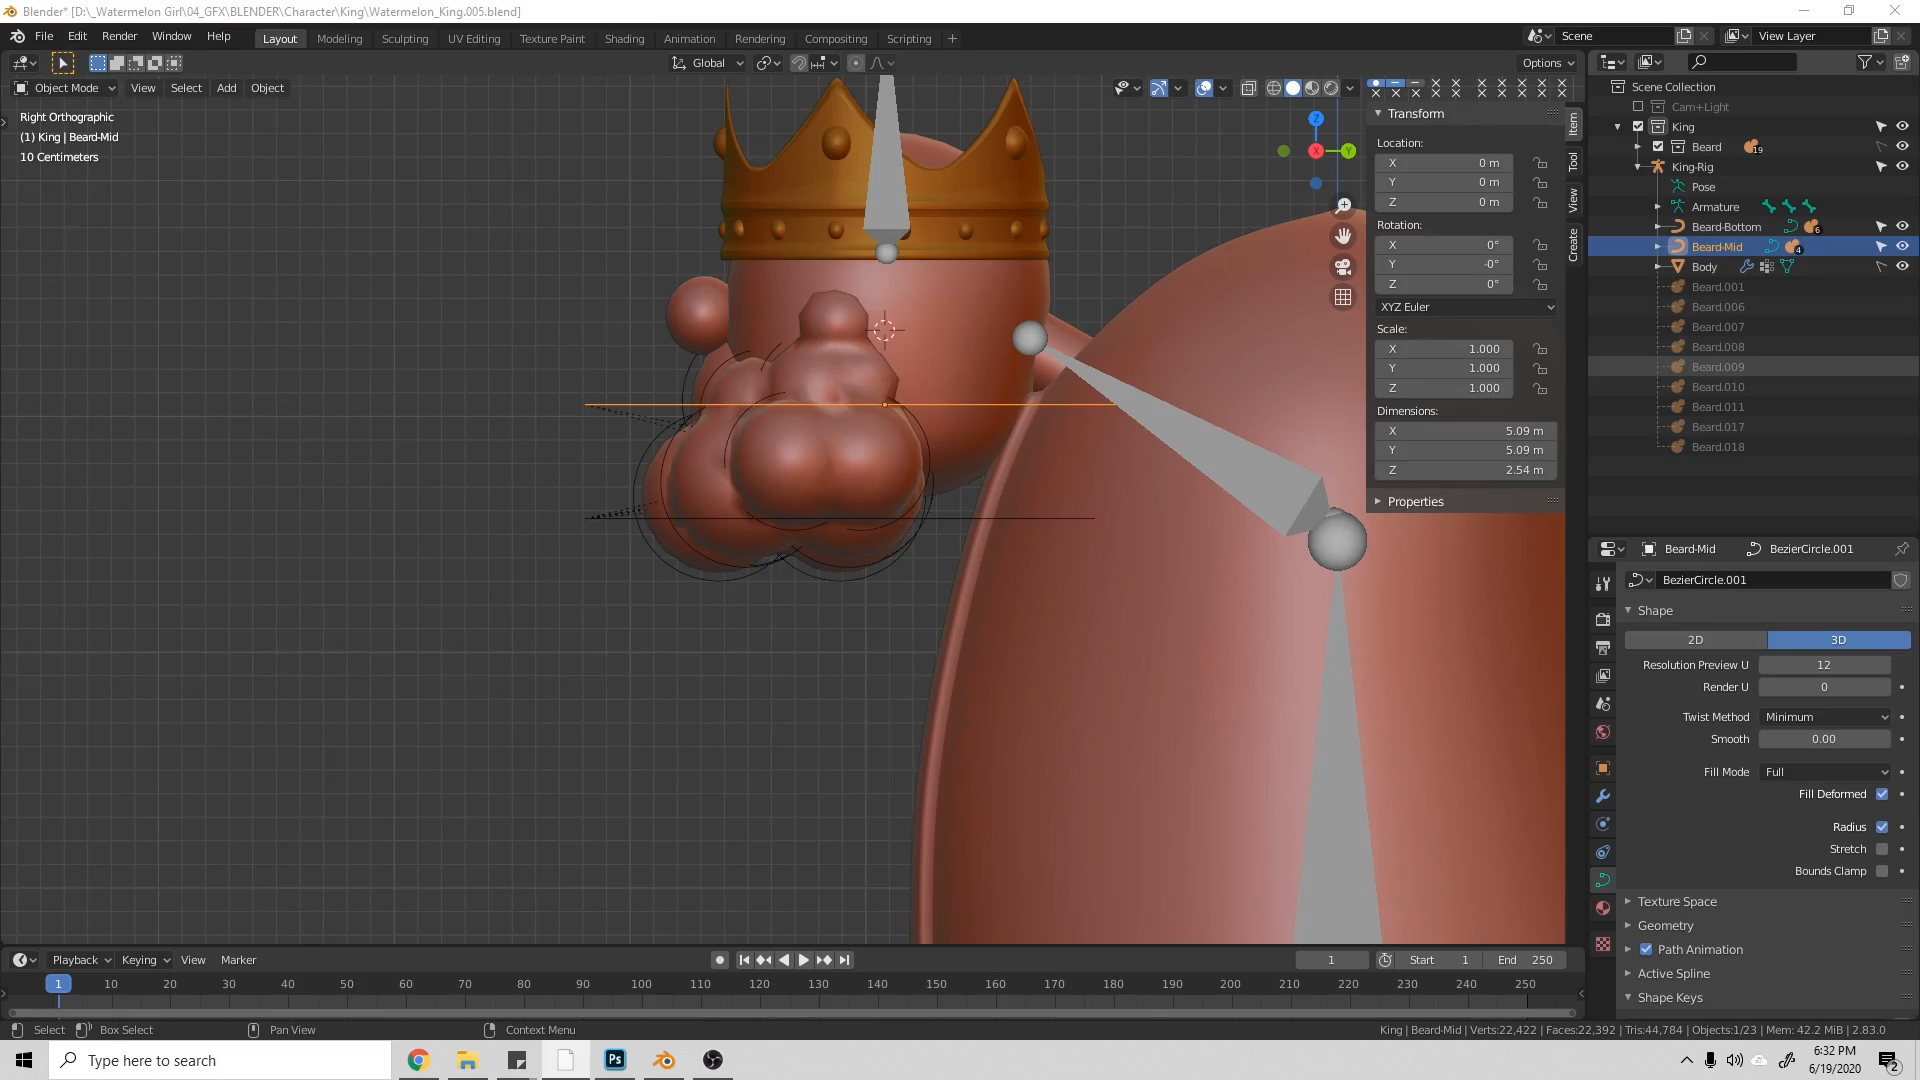 Blender* [D:\_Watermelon Girl\04_GFX\BLENDER\Character\King\Watermelon_King.005.blend]
File Edit Render Window Help Layout Modeling Sculpting UV Editing Texture Paint Shading Animation Rendering Compositing Scripting + Scene View Layer
Global Options
Object Mode View Select Add Object
Right Orthographic
(1) King | Beard-Mid
10 Centimeters
Z
X
Y
Transform
Location:
X 0 m
Y 0 m
Z 0 m
Rotation:
X 0°
Y -0°
Z 0°
XYZ Euler
Scale:
X 1.000
Y 1.000
Z 1.000
Dimensions:
X 5.09 m
Y 5.09 m
Z 2.54 m
Properties
Item
Tool
View
Create
Scene Collection
Cam+Light
King
Beard 19
King-Rig
Pose
Armature
Beard-Bottom 6
Beard-Mid 4
Body
Beard.001
Beard.006
Beard.007
Beard.008
Beard.009
Beard.010
Beard.011
Beard.017
Beard.018
Beard-Mid BezierCircle.001
BezierCircle.001
Shape
2D 3D
Resolution Preview U 12
Render U 0
Twist Method Minimum
Smooth 0.00
Fill Mode Full
Fill Deformed
Radius
Stretch
Bounds Clamp
Texture Space
Geometry
Path Animation
Active Spline
Shape Keys
Playback Keying View Marker 1 Start 1 End 250
1 10 20 30 40 50 60 70 80 90 100 110 120 130 140 150 160 170 180 190 200 210 220 230 240 250
Select Box Select Pan View Context Menu King | Beard-Mid | Verts:22,422 | Faces:22,392 | Tris:44,784 | Objects:1/23 | Mem: 42.2 MiB | 2.83.0
Type here to search Ps 6:32 PM
6/19/2020 2